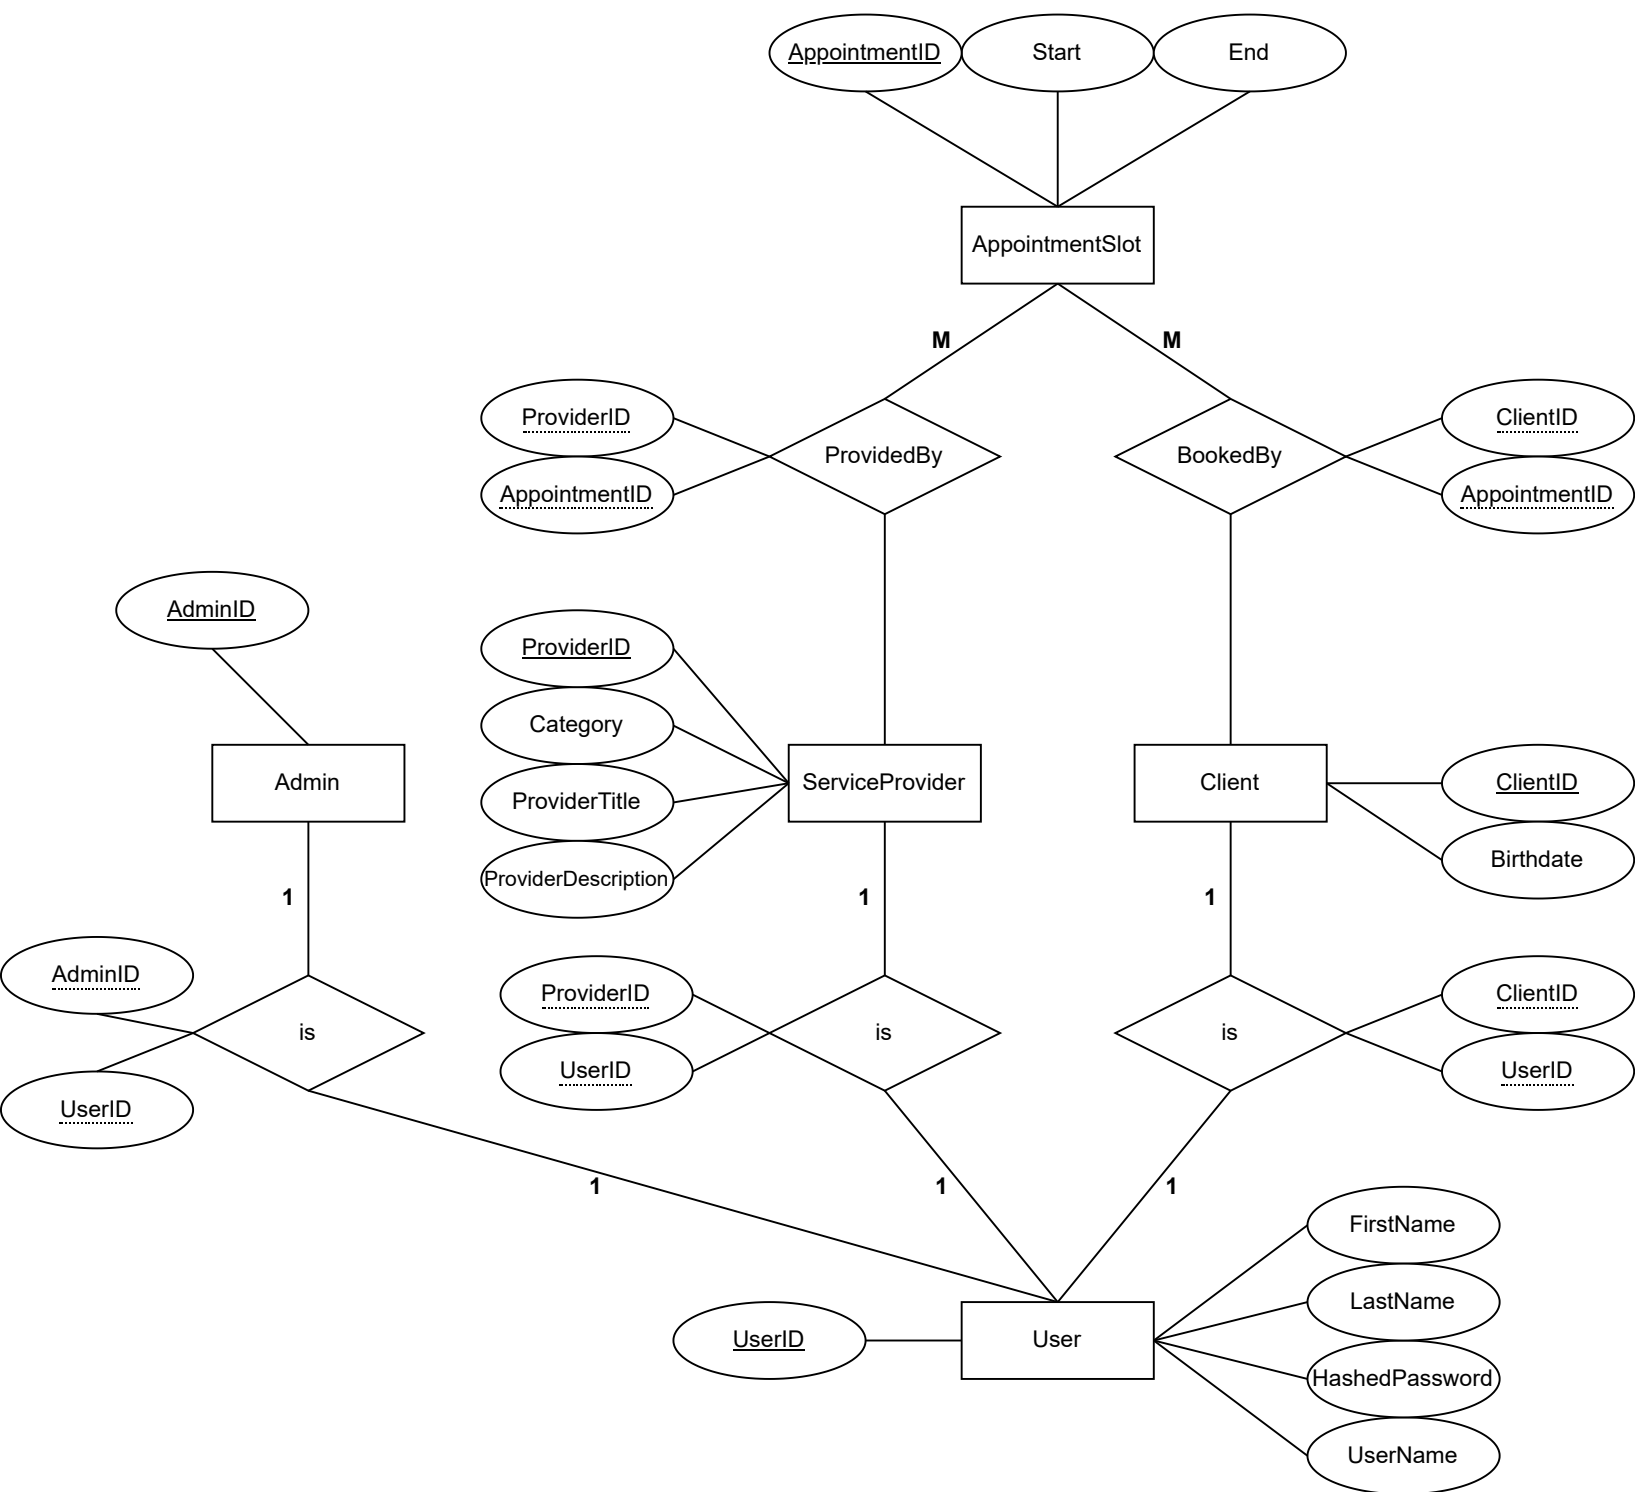 AppointmentID
Start
End
AppointmentSlot
M
M
ProviderID
AppointmentID
ProvidedBy
BookedBy
ClientID
AppointmentID
AdminID
ProviderID
Category
ProviderTitle
ProviderDescription
Admin
ServiceProvider
Client
ClientID
Birthdate
1
1
1
AdminID
UserID
is
ProviderID
UserID
is
is
ClientID
UserID
1
1
1
UserID
User
FirstName
LastName
HashedPassword
UserName